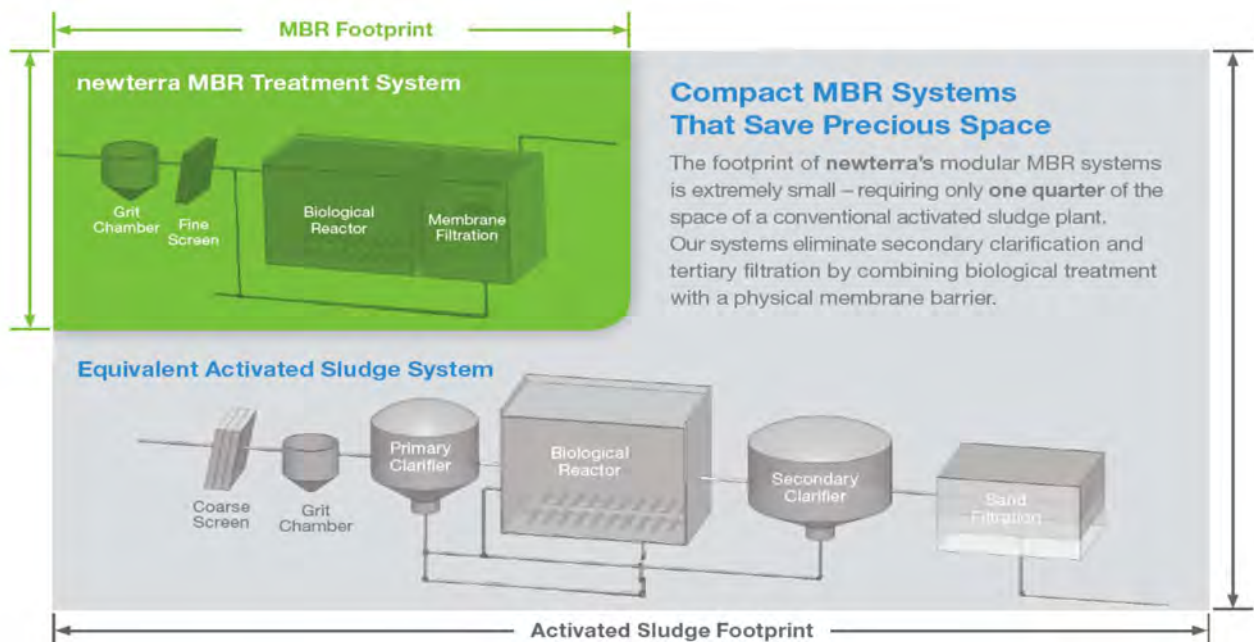 MBR Footprint
newterra MBR Treatment System
Grit
Chamber
Fine
Screen
Biological
Reactor
Membrane
Filtration
Compact MBR Systems
That Save Precious Space
The footprint of newterra's modular MBR systems
is extremely small – requiring only one quarter of the
space of a conventional activated sludge plant.
Our systems eliminate secondary clarification and
tertiary filtration by combining biological treatment
with a physical membrane barrier.
Equivalent Activated Sludge System
Coarse
Screen
Grit
Chamber
Primary
Clarifier
Biological
Reactor
Secondary
Clarifier
Sand
Filtration
Activated Sludge Footprint